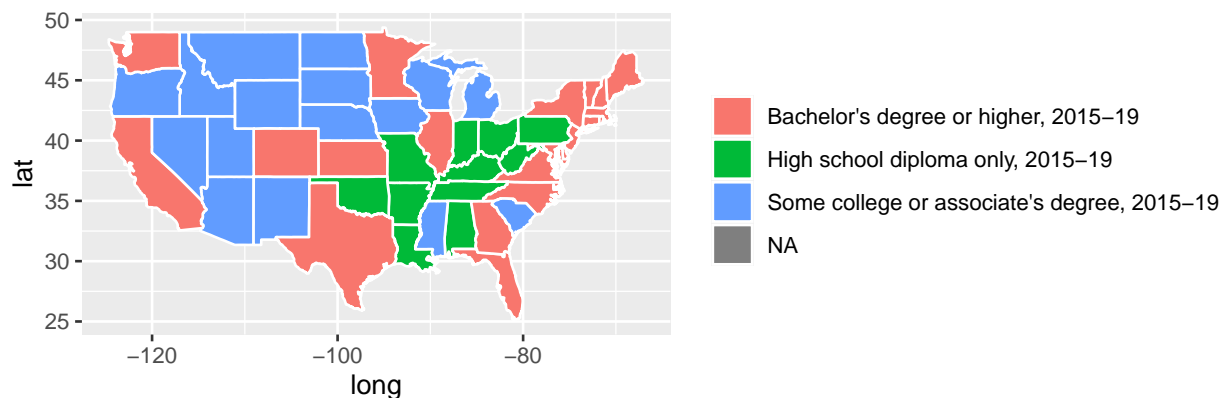 50
45
40
35
30
25
lat
−120
−100
−80
long
Bachelor's degree or higher, 2015−19
High school diploma only, 2015−19
Some college or associate's degree, 2015−19
NA